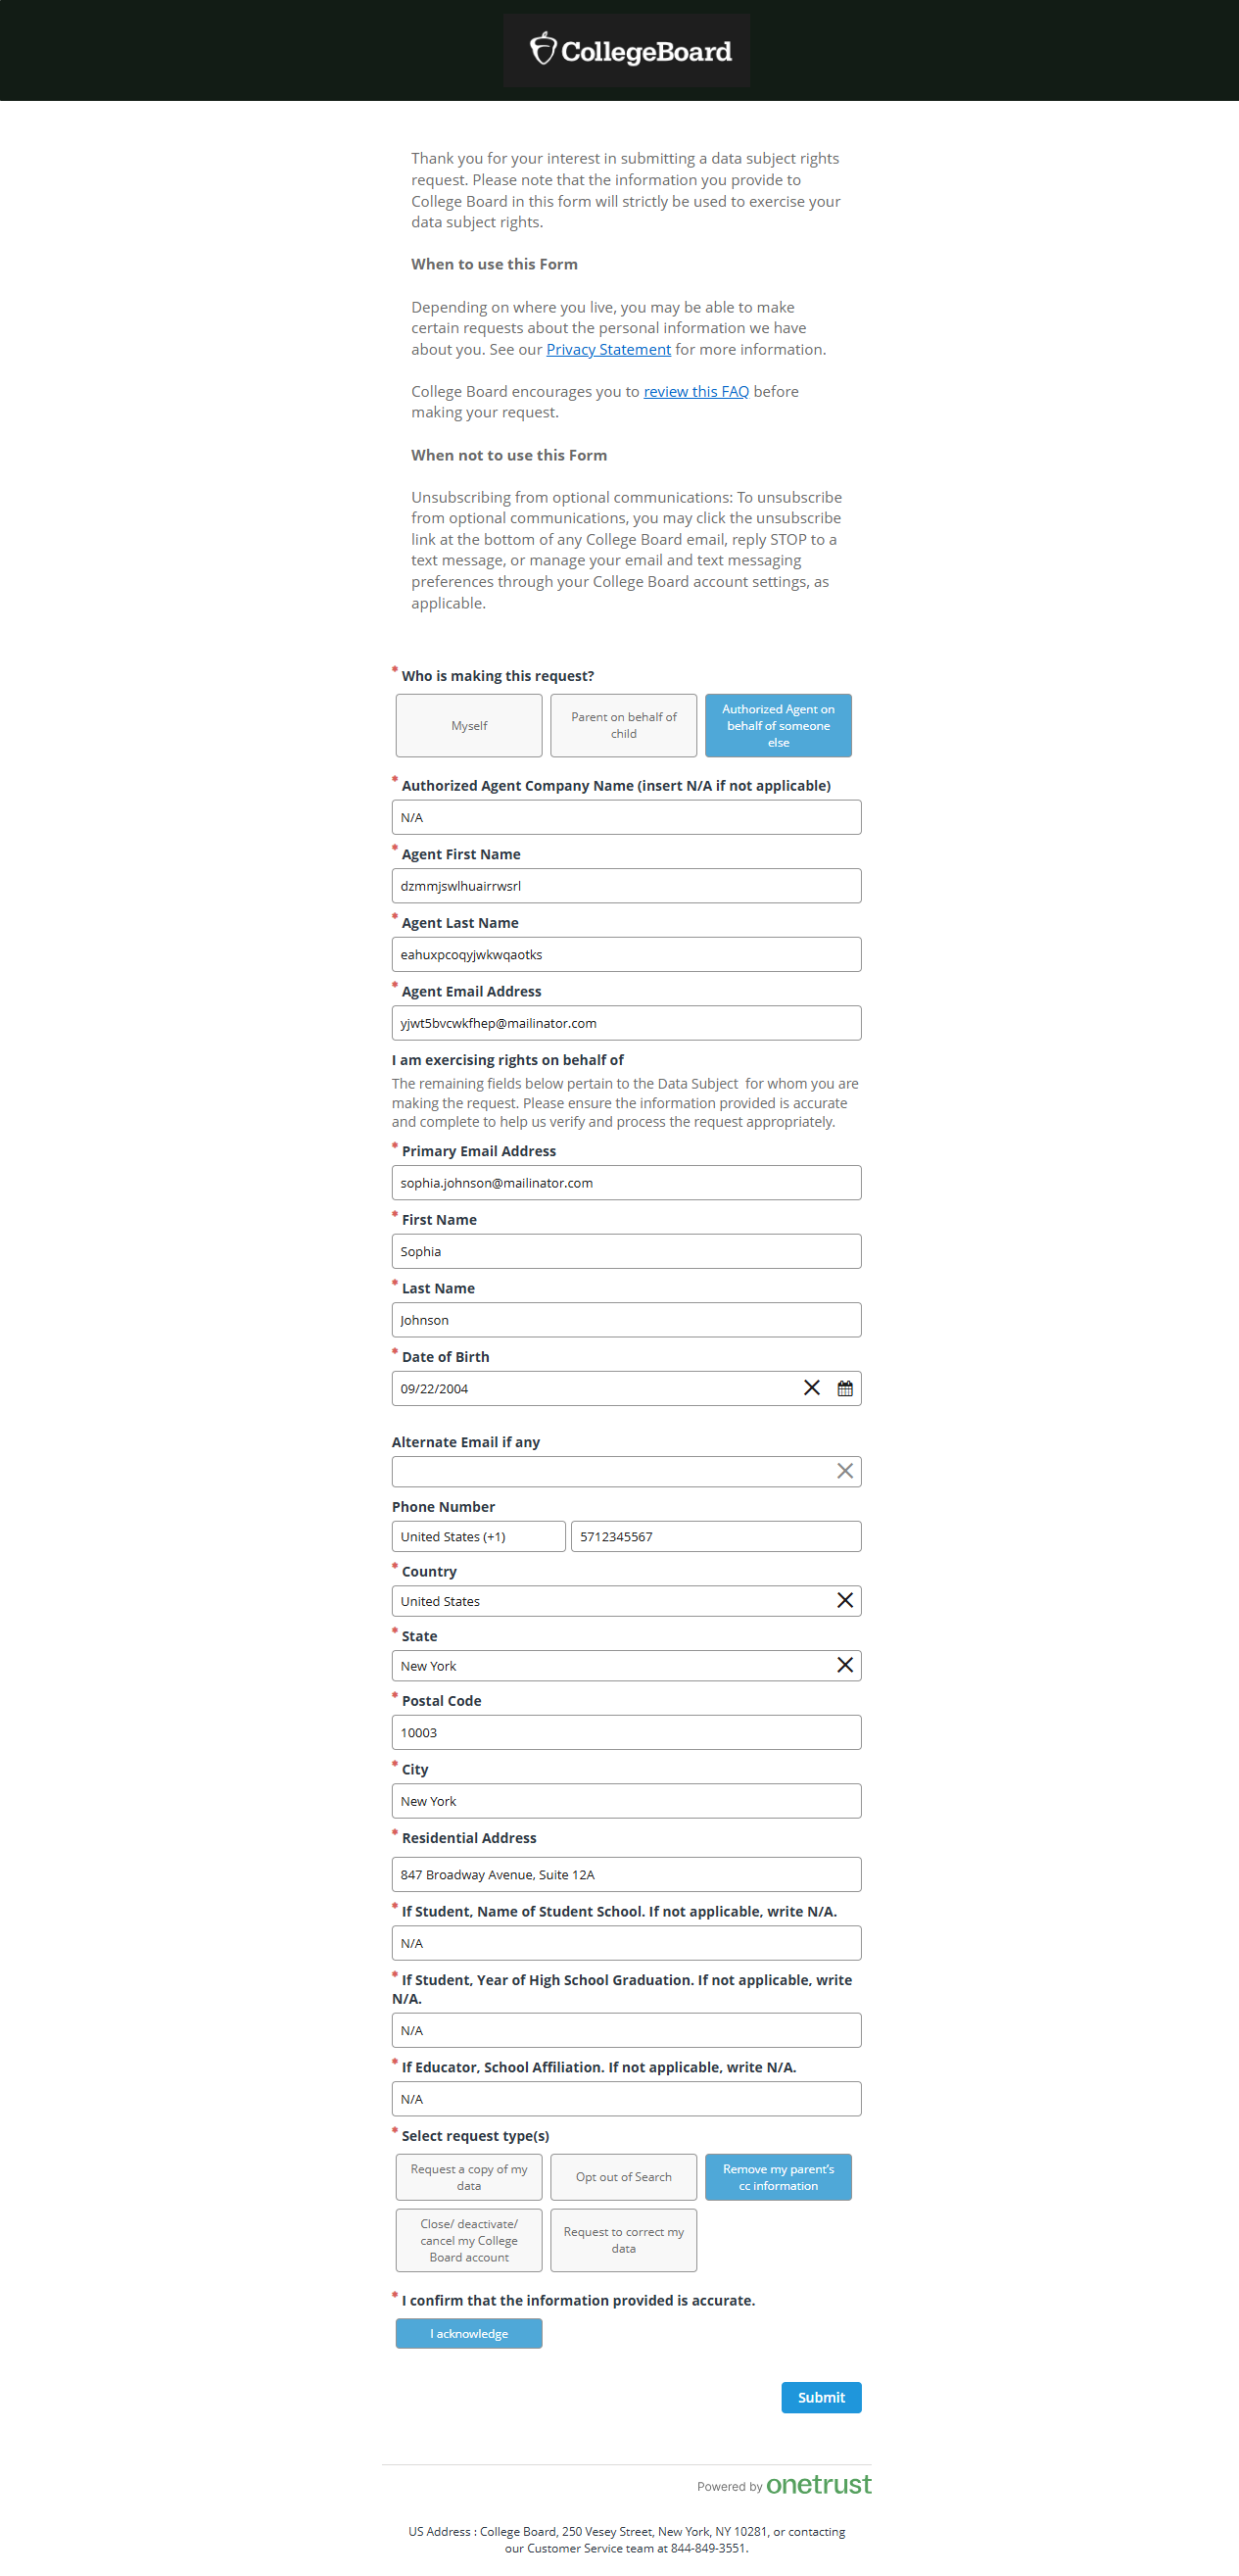 CollegeBoard
Thank you for your interest in submitting a data subject rights
request. Please note that the information you provide to
College Board in this form will strictly be used to exercise your
data subject rights.
When to use this Form
Depending on where you live, you may be able to make
certain requests about the personal information we have
about you. See our Privacy Statement for more information.
College Board encourages you to review this FAQ before
making your request.
When not to use this Form
Unsubscribing from optional communications: To unsubscribe
from optional communications, you may click the unsubscribe
link at the bottom of any College Board email, reply STOP to a
text message, or manage your email and text messaging
preferences through your College Board account settings, as
applicable.
* Who is making this request?
Myself
Parent on behalf of
child
Authorized Agent on
behalf of someone
else
* Authorized Agent Company Name (insert N/A if not applicable)
N/A
* Agent First Name
dzmmjswlhuairrwsrl
* Agent Last Name
eahuxpcoqyjwkwqaotks
* Agent Email Address
yjwt5bvcwkfhep@mailinator.com
I am exercising rights on behalf of
The remaining fields below pertain to the Data Subject for whom you are
making the request. Please ensure the information provided is accurate
and complete to help us verify and process the request appropriately.
* Primary Email Address
sophia.johnson@mailinator.com
* First Name
Sophia
* Last Name
Johnson
* Date of Birth
09/22/2004
Alternate Email if any
Phone Number
United States (+1) 5712345567
* Country
United States
* State
New York
* Postal Code
10003
* City
New York
* Residential Address
847 Broadway Avenue, Suite 12A
* If Student, Name of Student School. If not applicable, write N/A.
N/A
* If Student, Year of High School Graduation. If not applicable, write
N/A.
N/A
* If Educator, School Affiliation. If not applicable, write N/A.
N/A
* Select request type(s)
Request a copy of my
data
Opt out of Search
Remove my parent's
cc information
Close/ deactivate/
cancel my College
Board account
Request to correct my
data
* I confirm that the information provided is accurate.
I acknowledge
Submit
Powered by onetrust
US Address : College Board, 250 Vesey Street, New York, NY 10281, or contacting
our Customer Service team at 844-849-3551.